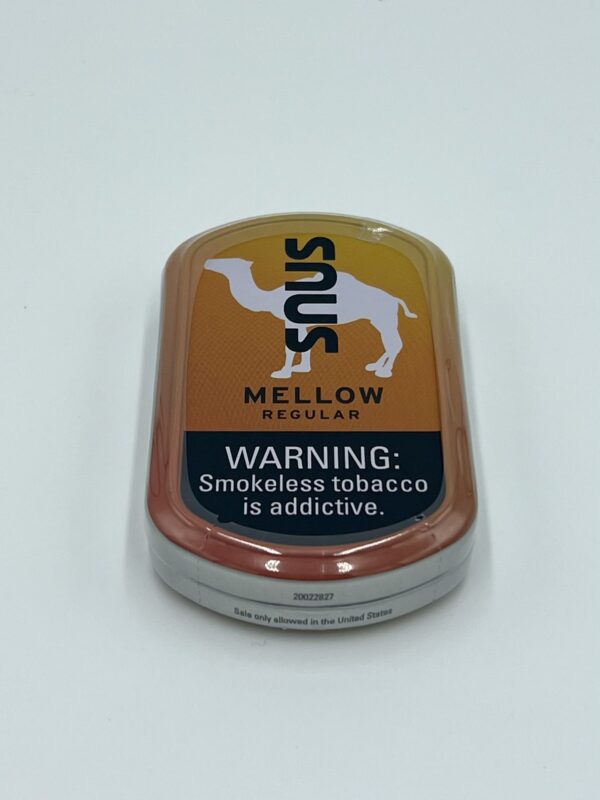 snus
MELLOW
REGULAR
WARNING:
Smokeless tobacco
is addictive.
20022827
Sale only allowed in the United States